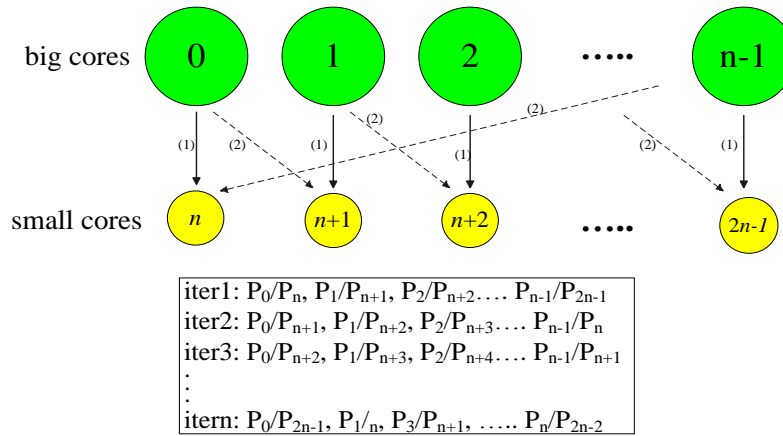 big cores 0 1 2 ..... n-1
(1) (2) (1) (2) (1) (2) (2) (1)
small cores n n+1 n+2 ..... 2n-1
iter1: P0/Pn, P1/Pn+1, P2/Pn+2.... Pn-1/P2n-1
iter2: P0/Pn+1, P1/Pn+2, P2/Pn+3.... Pn-1/Pn
iter3: P0/Pn+2, P1/Pn+3, P2/Pn+4.... Pn-1/Pn+1
:
:
itern: P0/P2n-1, P1/n, P3/Pn+1, ..... Pn/P2n-2